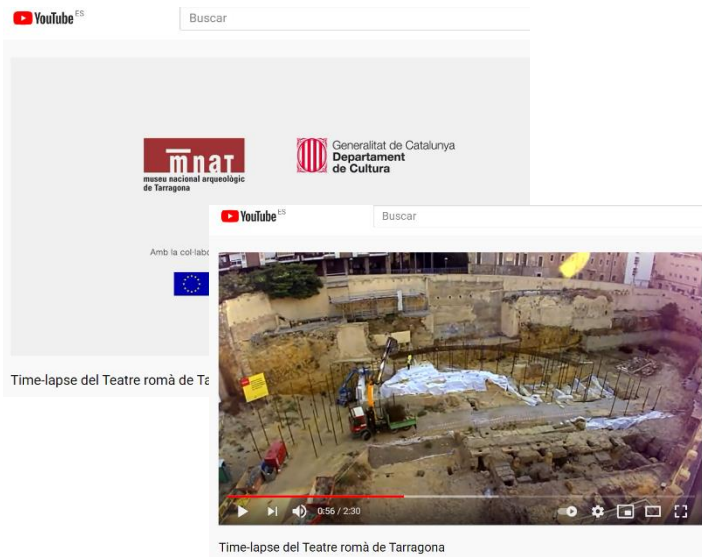 YouTube ES
Buscar
mnat
museu nacional arqueològic
de Tarragona
Generalitat de Catalunya
Departament
de Cultura
Amb la col·labo
Time-lapse del Teatre romà de Ta
YouTube ES
Buscar
0:56 / 2:30
Time-lapse del Teatre romà de Tarragona